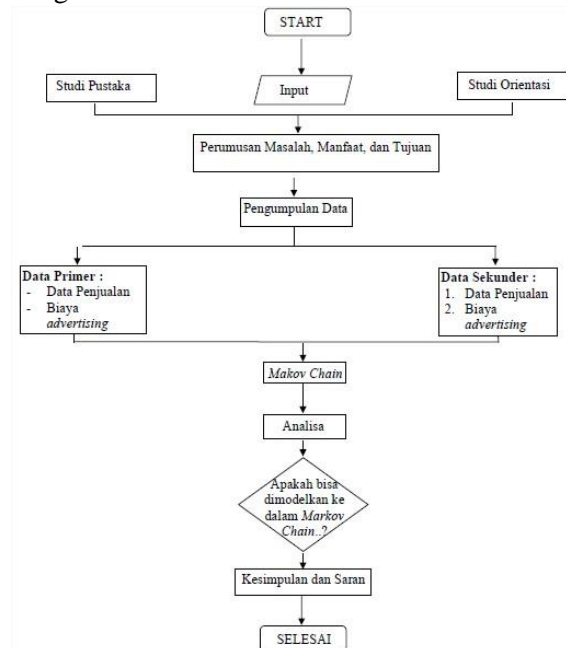 START
Studi Pustaka
Input
Studi Orientasi
Perumusan Masalah, Manfaat, dan Tujuan
Pengumpulan Data
Data Primer :
- Data Penjualan
- Biaya
advertising
Data Sekunder :
1. Data Penjualan
2. Biaya
advertising
Makov Chain
Analisa
Apakah bisa
dimodelkan ke
dalam Markov
Chain..?
Kesimpulan dan Saran
SELESAI